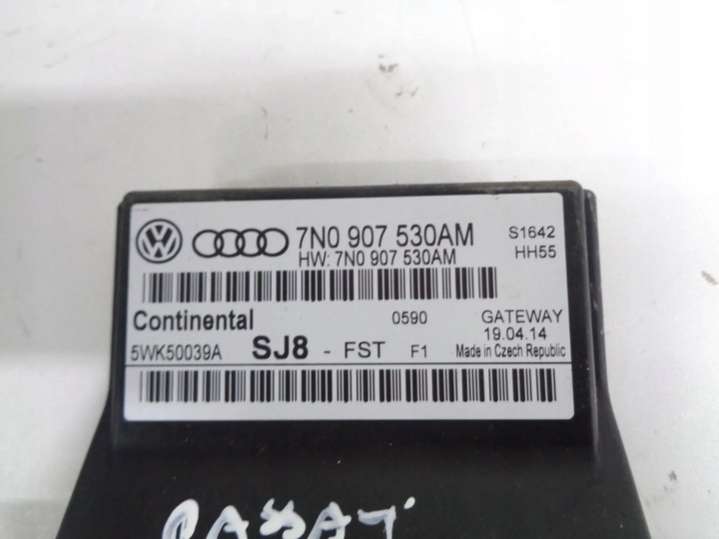 7N0 907 530AM S1642
HW: 7N0 907 530AM HH55
Continental 0590 GATEWAY
19.04.14
5WK50039A SJ8 - FST F1 Made in Czech Republic
PASSAT